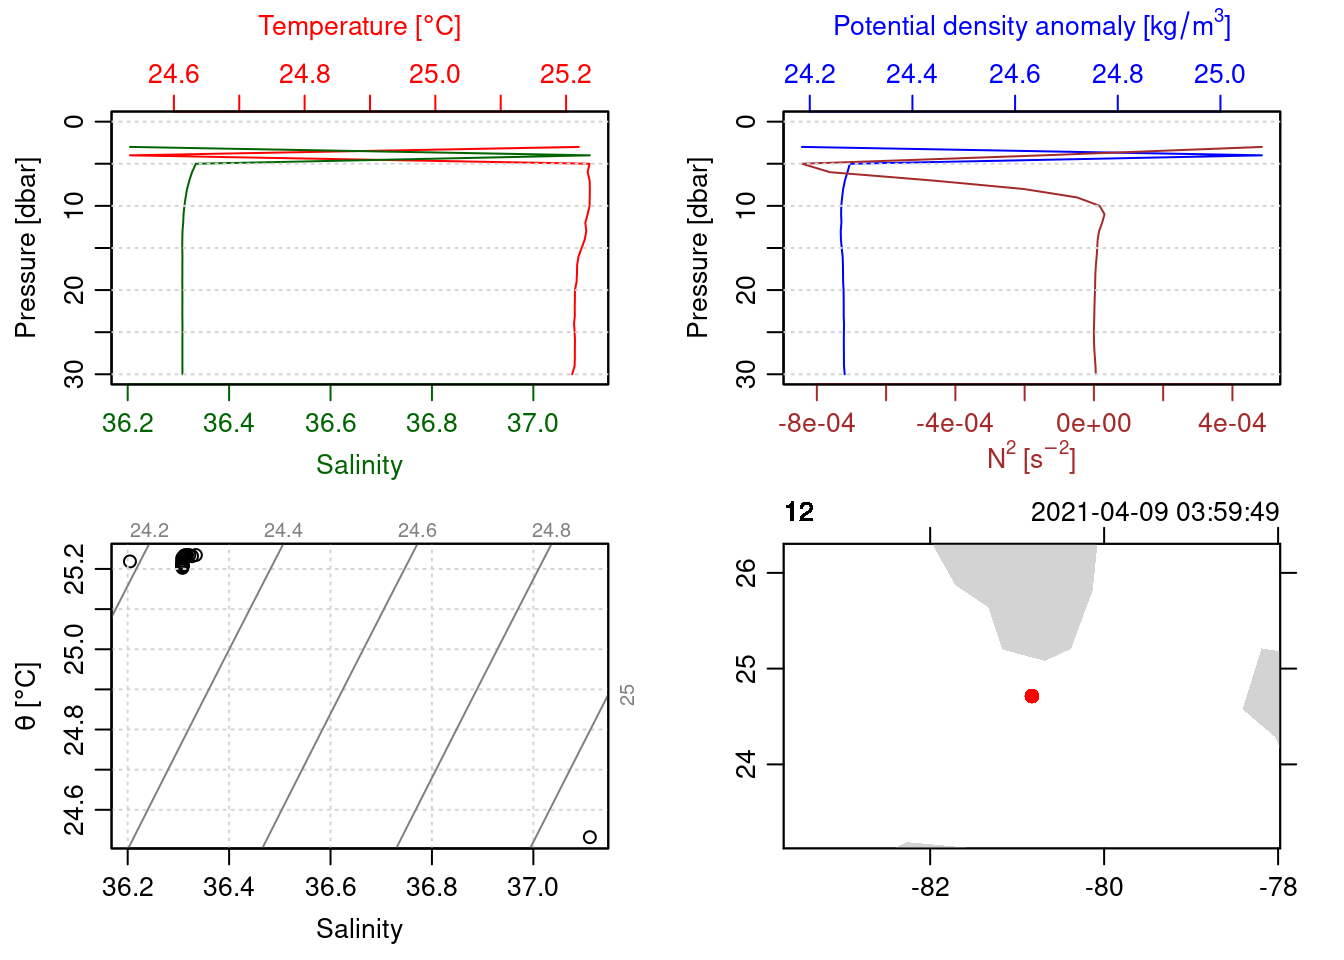 Temperature [°C]
24.6 24.8 25.0 25.2
Pressure [dbar]
0 10 20 30
36.2 36.4 36.6 36.8 37.0
Salinity
Potential density anomaly [kg/m³]
24.2 24.4 24.6 24.8 25.0
Pressure [dbar]
0 10 20 30
-8e-04 -4e-04 0e+00 4e-04
N² [s⁻²]
24.2 24.4 24.6 24.8
25
θ [°C]
25.2 25.0 24.8 24.6
36.2 36.4 36.6 36.8 37.0
Salinity
12 2021-04-09 03:59:49
26 25 24
-82 -80 -78